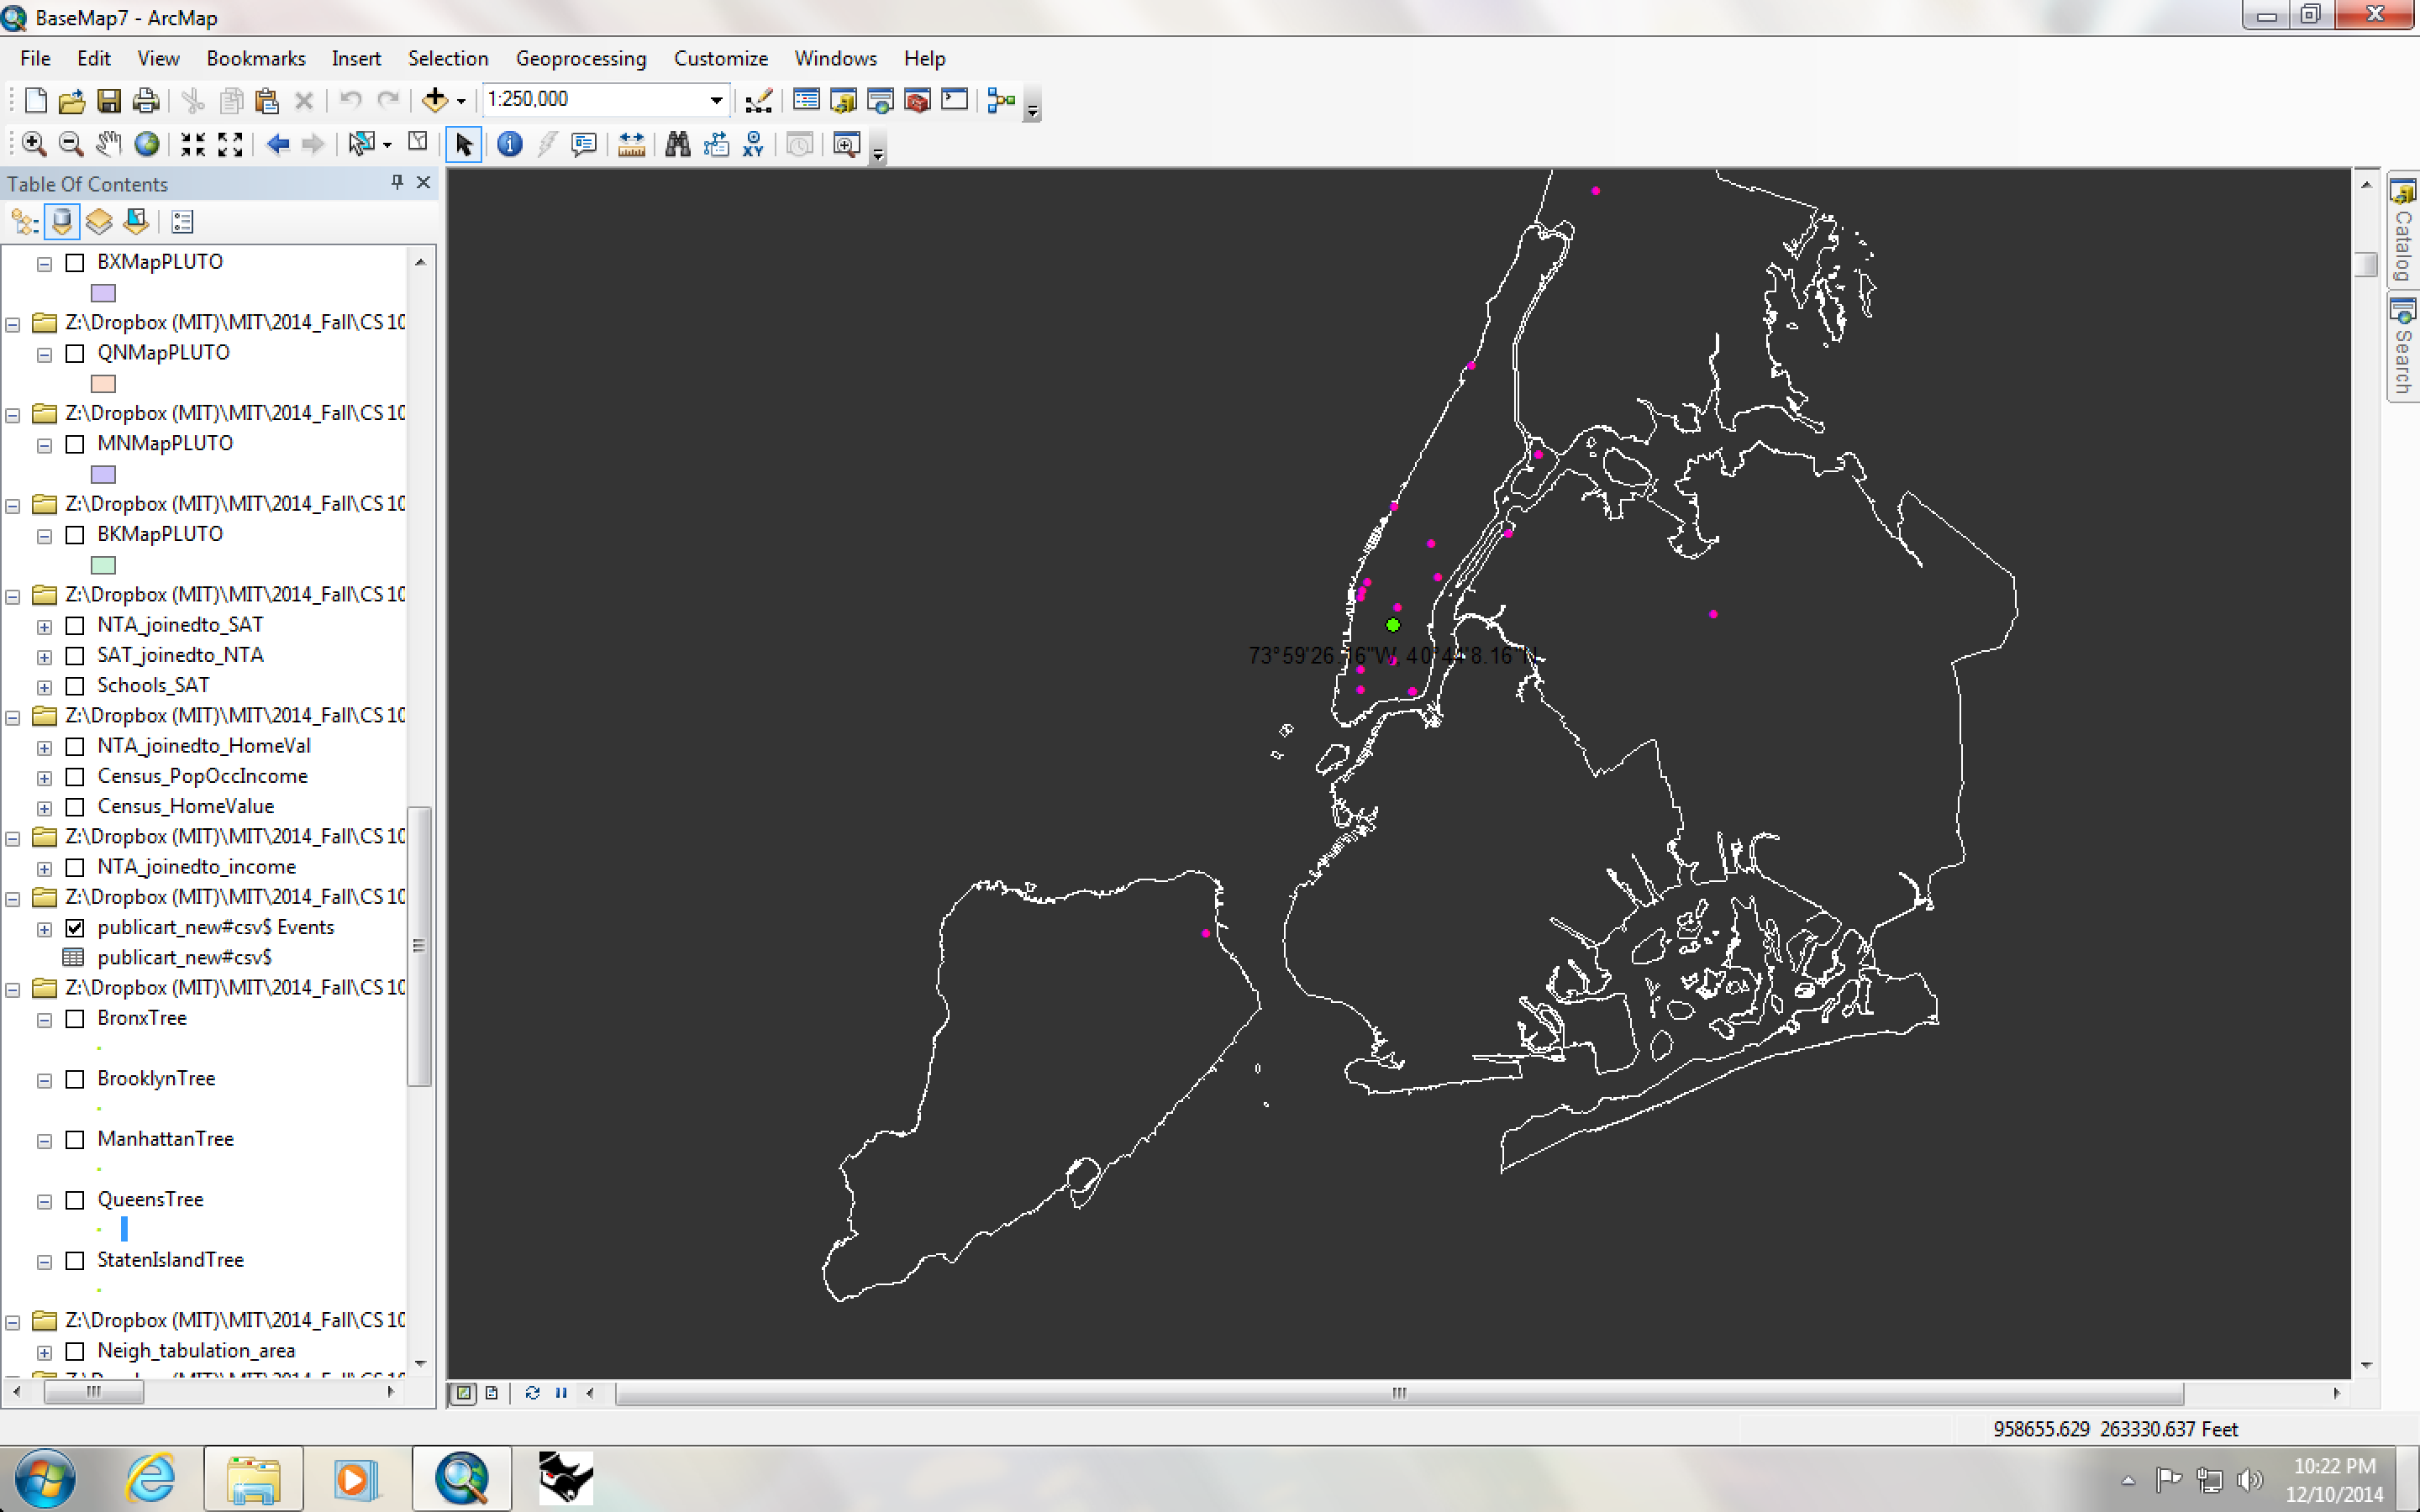 BaseMap7 - ArcMap
File Edit View Bookmarks Insert Selection Geoprocessing Customize Windows Help
1:250,000
XY
Table Of Contents
BXMapPLUTO
Z:\Dropbox (MIT)\MIT\2014_Fall\CS 10
QNMapPLUTO
Z:\Dropbox (MIT)\MIT\2014_Fall\CS 10
MNMapPLUTO
Z:\Dropbox (MIT)\MIT\2014_Fall\CS 10
BKMapPLUTO
Z:\Dropbox (MIT)\MIT\2014_Fall\CS 10
NTA_joinedto_SAT
SAT_joinedto_NTA
Schools_SAT
Z:\Dropbox (MIT)\MIT\2014_Fall\CS 10
NTA_joinedto_HomeVal
Census_PopOccIncome
Census_HomeValue
Z:\Dropbox (MIT)\MIT\2014_Fall\CS 10
NTA_joinedto_income
Z:\Dropbox (MIT)\MIT\2014_Fall\CS 10
publicart_new#csv$ Events
publicart_new#csv$
Z:\Dropbox (MIT)\MIT\2014_Fall\CS 10
BronxTree
BrooklynTree
ManhattanTree
QueensTree
StatenIslandTree
Z:\Dropbox (MIT)\MIT\2014_Fall\CS 10
Neigh_tabulation_area
73°59'26.16"W 40°44'8.16"N
Catalog
Search
958655.629 263330.637 Feet
10:22 PM
12/10/2014